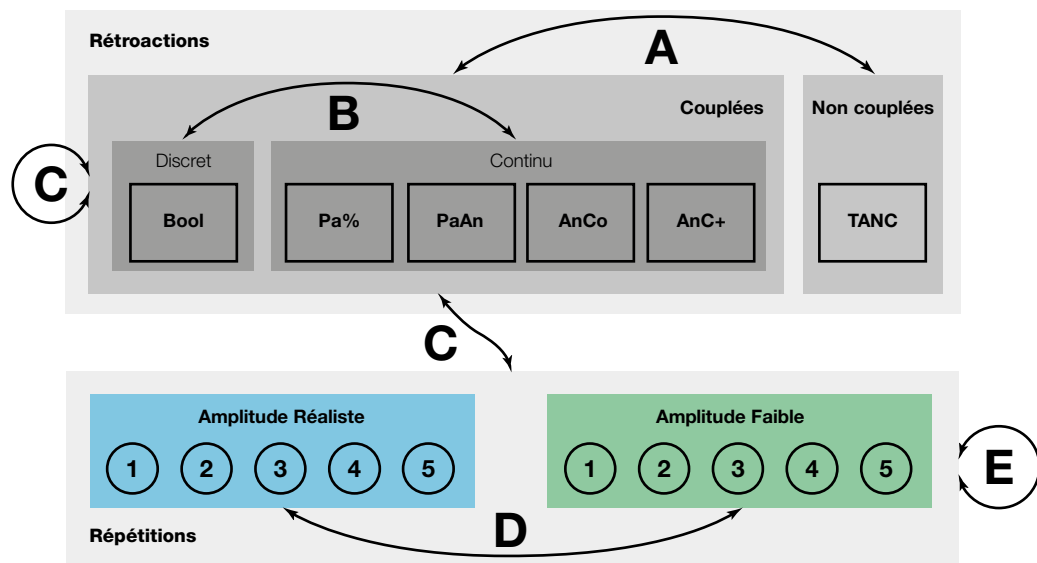 Rétroactions
A
B
Couplées
Non couplées
C
Discret
Continu
Bool
Pa%
PaAn
AnCo
AnC+
TANC
C
Amplitude Réaliste
Amplitude Faible
1 2 3 4 5
1 2 3 4 5
E
D
Répétitions